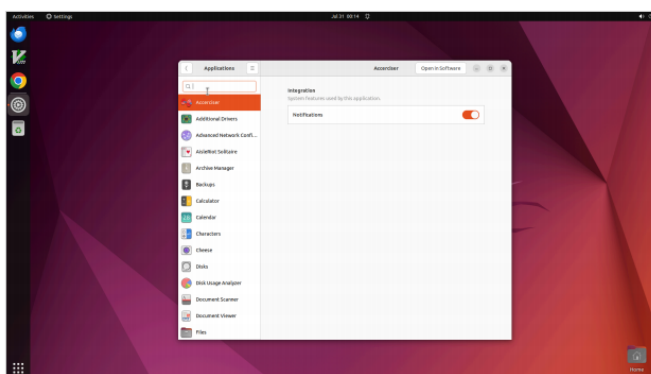 Activities Settings Jul 31 00:14
Applications Accerciser Open in Software
Accerciser
Additional Drivers
Advanced Network Confi...
AisleRiot Solitaire
Archive Manager
Backups
Calculator
Calendar
Characters
Cheese
Disks
Disk Usage Analyzer
Document Scanner
Document Viewer
Files
Integration
System features used by this application.
Notifications
Home